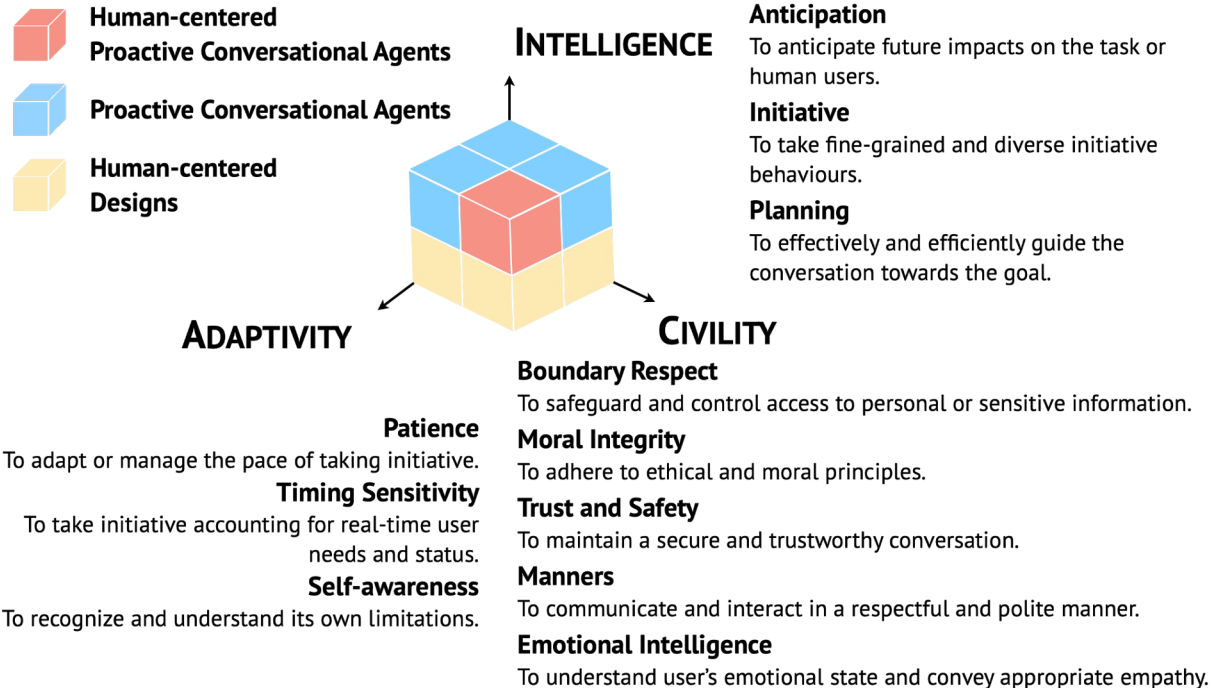 Human-centered
Proactive Conversational Agents
Proactive Conversational Agents
Human-centered
Designs
INTELLIGENCE
Anticipation
To anticipate future impacts on the task or
human users.
Initiative
To take fine-grained and diverse initiative
behaviours.
Planning
To effectively and efficiently guide the
conversation towards the goal.
ADAPTIVITY
Patience
To adapt or manage the pace of taking initiative.
Timing Sensitivity
To take initiative accounting for real-time user
needs and status.
Self-awareness
To recognize and understand its own limitations.
CIVILITY
Boundary Respect
To safeguard and control access to personal or sensitive information.
Moral Integrity
To adhere to ethical and moral principles.
Trust and Safety
To maintain a secure and trustworthy conversation.
Manners
To communicate and interact in a respectful and polite manner.
Emotional Intelligence
To understand user's emotional state and convey appropriate empathy.